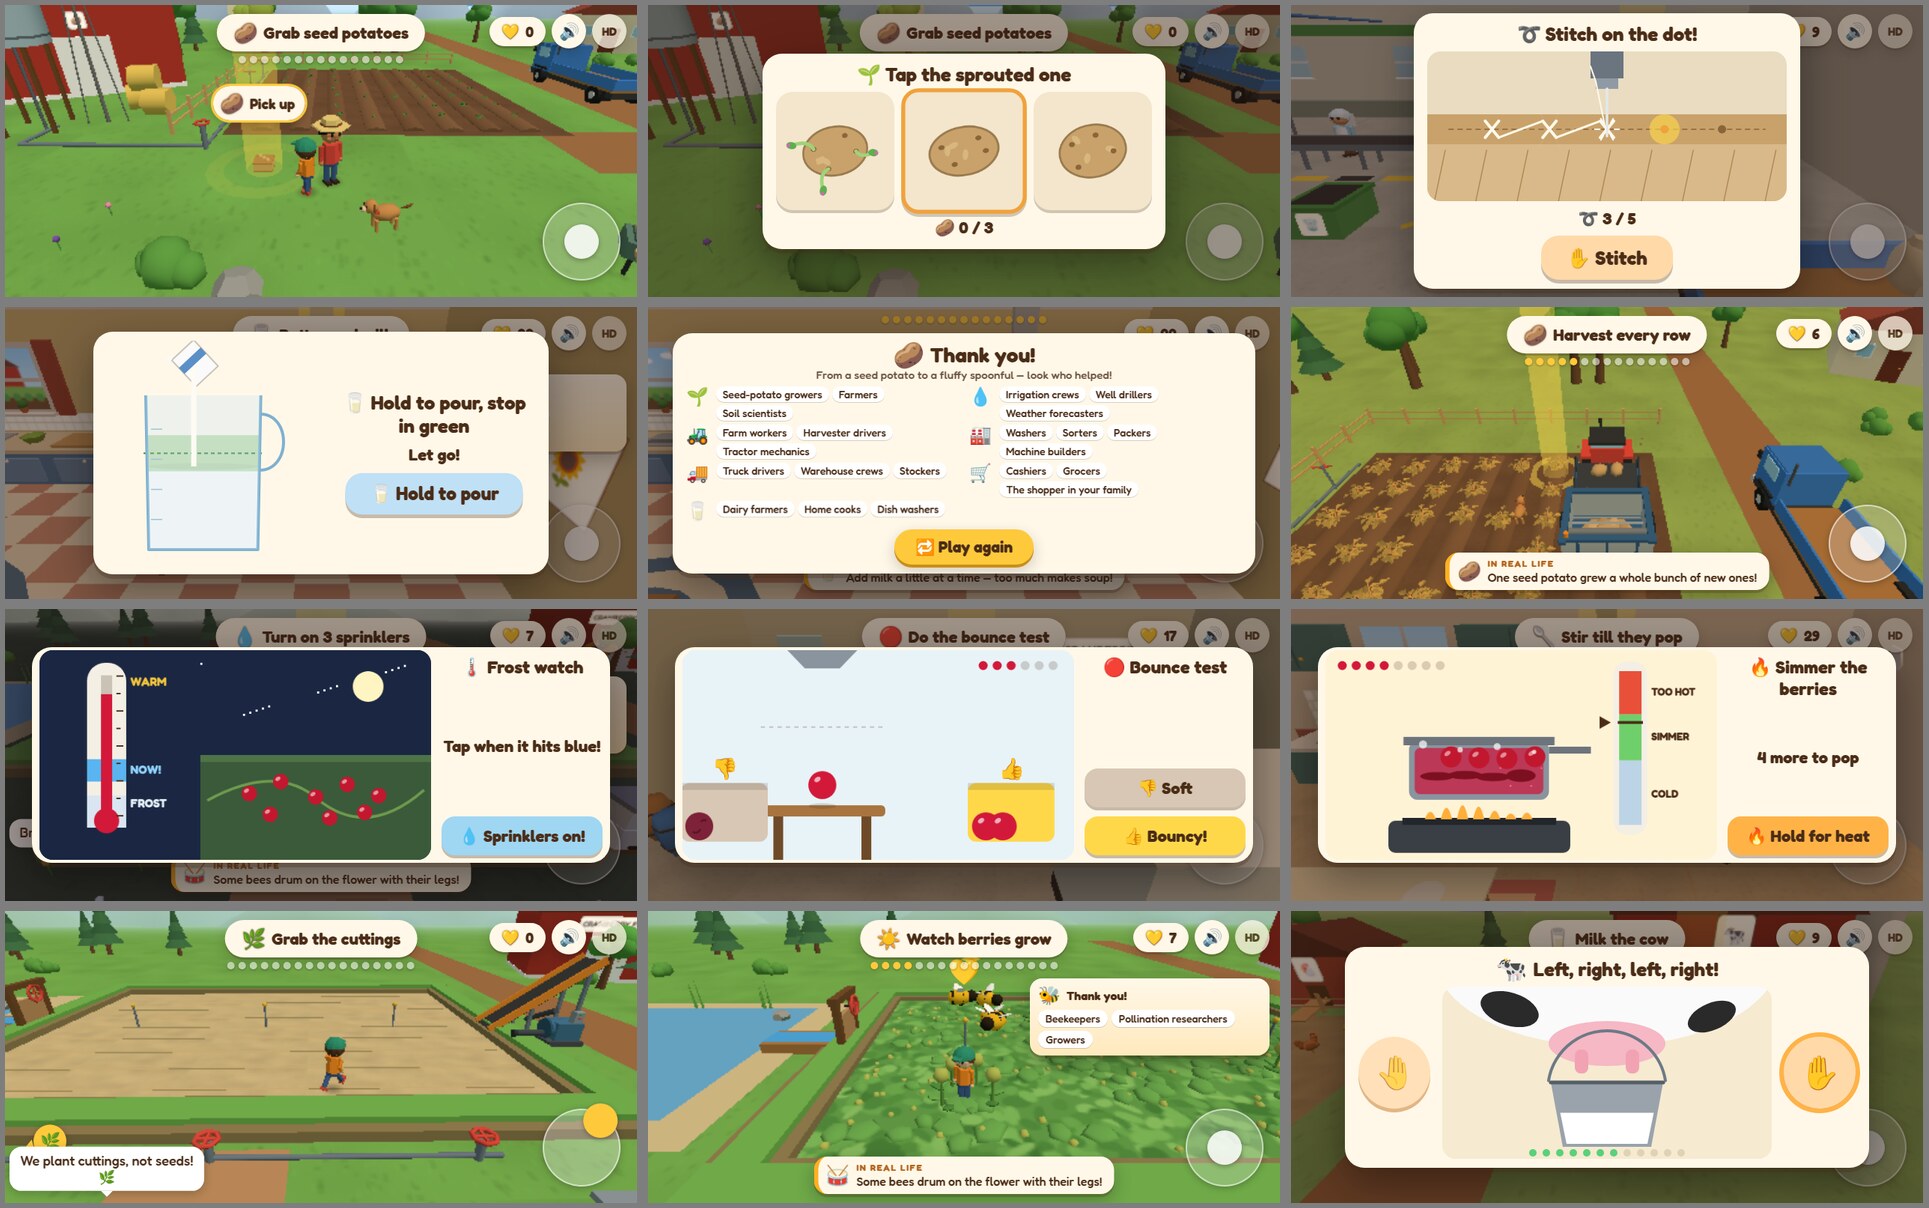 Grab seed potatoes
0
HD
Pick up
Grab seed potatoes
0
HD
Tap the sprouted one
0 / 3
Stitch on the dot!
9
HD
3 / 5
Stitch
HD
Hold to pour, stop
in green
Let go!
Hold to pour
HD
Thank you!
From a seed potato to a fluffy spoonful — look who helped!
Seed-potato growers
Farmers
Soil scientists
Irrigation crews
Well drillers
Weather forecasters
Farm workers
Harvester drivers
Tractor mechanics
Washers
Sorters
Packers
Machine builders
Truck drivers
Warehouse crews
Stockers
Cashiers
Grocers
The shopper in your family
Dairy farmers
Home cooks
Dish washers
Play again
Add milk a little at a time — too much makes soup!
Harvest every row
6
HD
IN REAL LIFE
One seed potato grew a whole bunch of new ones!
Turn on 3 sprinklers
7
HD
WARM
NOW!
FROST
Frost watch
Tap when it hits blue!
Sprinklers on!
Br
IN REAL LIFE
Some bees drum on the flower with their legs!
Do the bounce test
17
HD
Bounce test
Soft
Bouncy!
Stir till they pop
29
HD
TOO HOT
SIMMER
COLD
Simmer the
berries
4 more to pop
Hold for heat
Grab the cuttings
0
HD
We plant cuttings, not seeds!
Watch berries grow
7
HD
Thank you!
Beekeepers
Pollination researchers
Growers
IN REAL LIFE
Some bees drum on the flower with their legs!
Milk the cow
9
HD
Left, right, left, right!